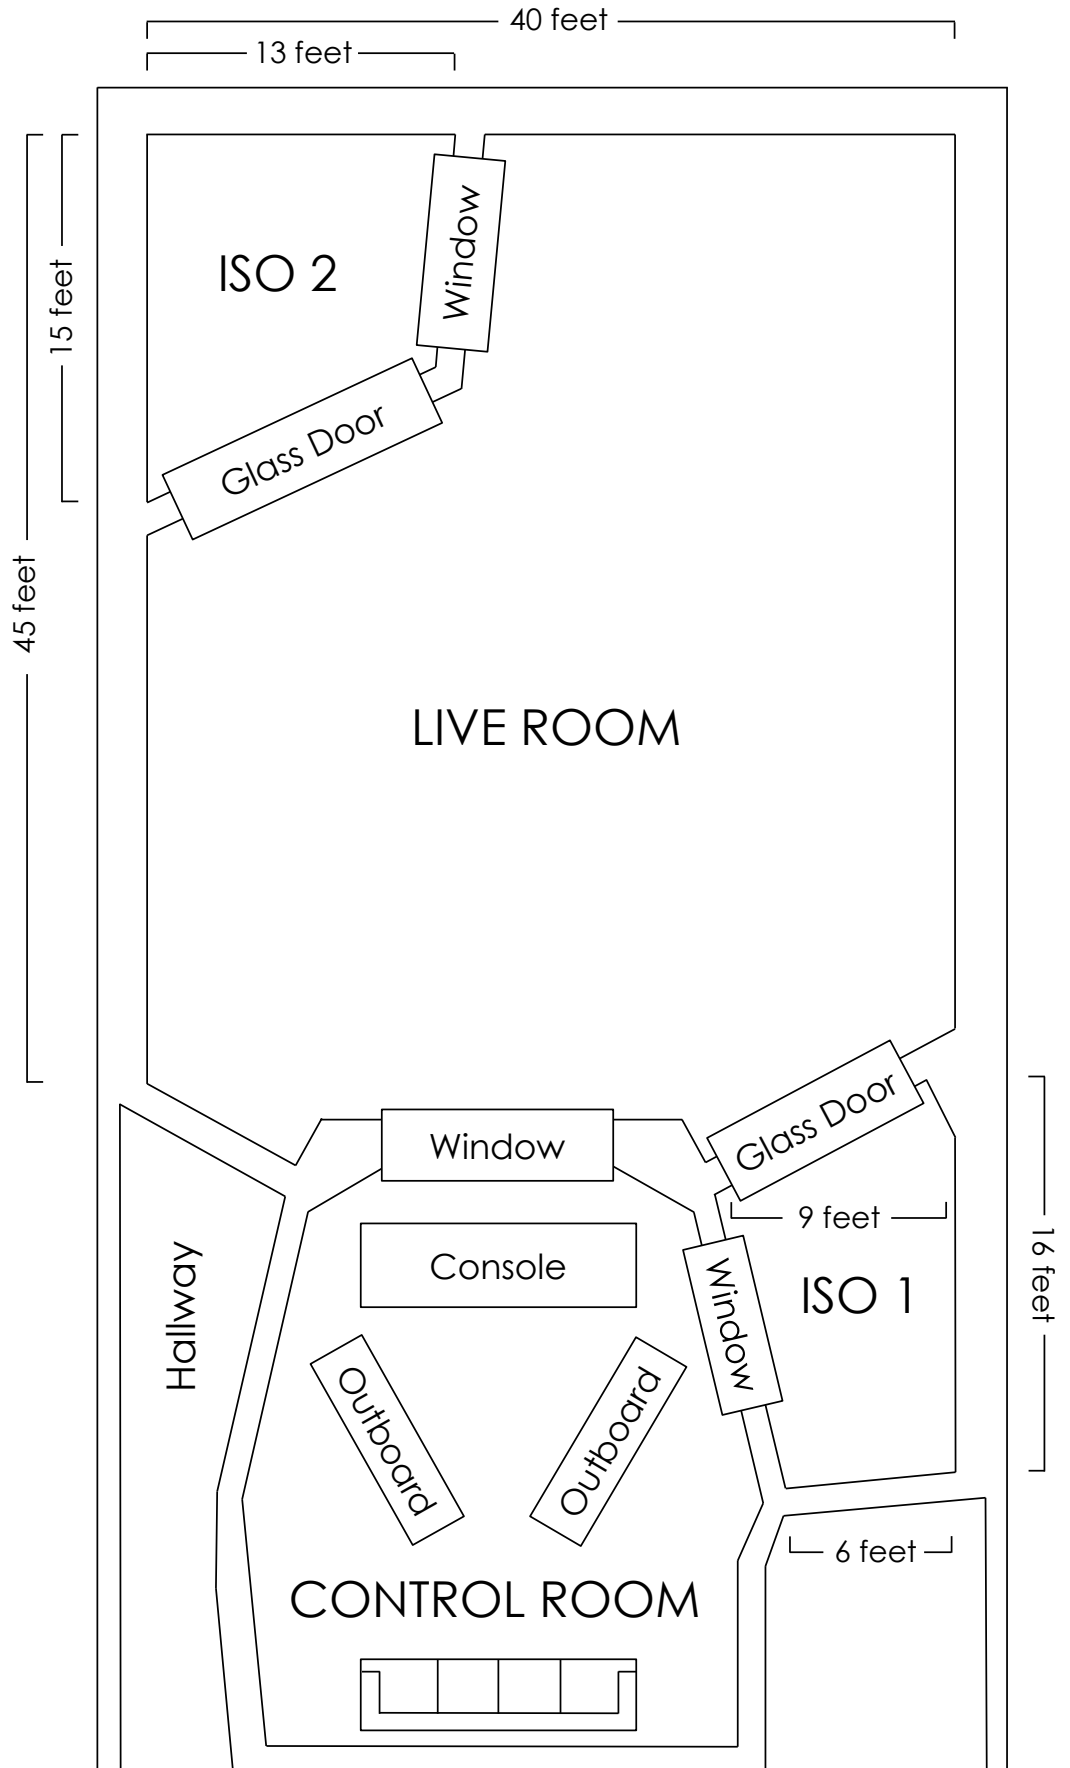 40 feet
13 feet
Window
ISO 2
15 feet
Glass Door
45 feet
LIVE ROOM
Glass Door
Window
9 feet
16 feet
Console
Hallway
ISO 1
Window
Outboard
Outboard
6 feet
CONTROL ROOM